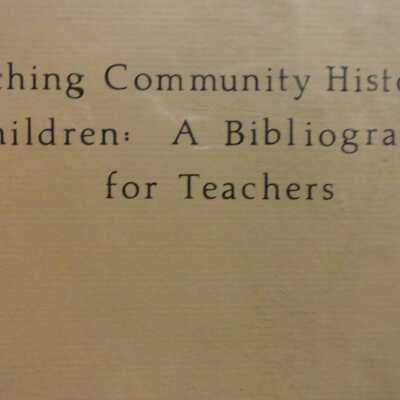 ching Community Histo
hildren: A Bibliogra
for Teachers